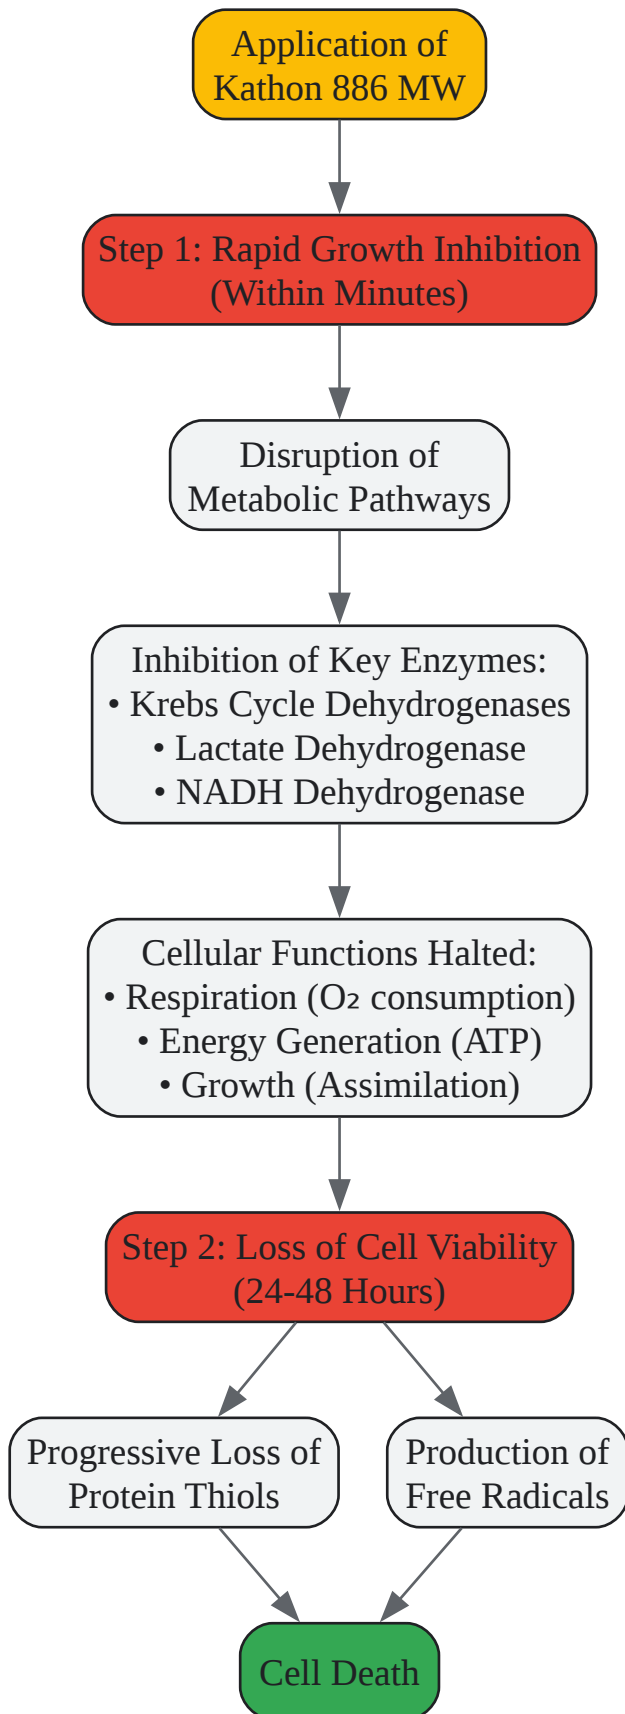 Application of
Kathon 886 MW
Step 1: Rapid Growth Inhibition
(Within Minutes)
Disruption of
Metabolic Pathways
Inhibition of Key Enzymes:
• Krebs Cycle Dehydrogenases
• Lactate Dehydrogenase
• NADH Dehydrogenase
Cellular Functions Halted:
• Respiration (O₂ consumption)
• Energy Generation (ATP)
• Growth (Assimilation)
Step 2: Loss of Cell Viability
(24-48 Hours)
Progressive Loss of
Protein Thiols
Production of
Free Radicals
Cell Death